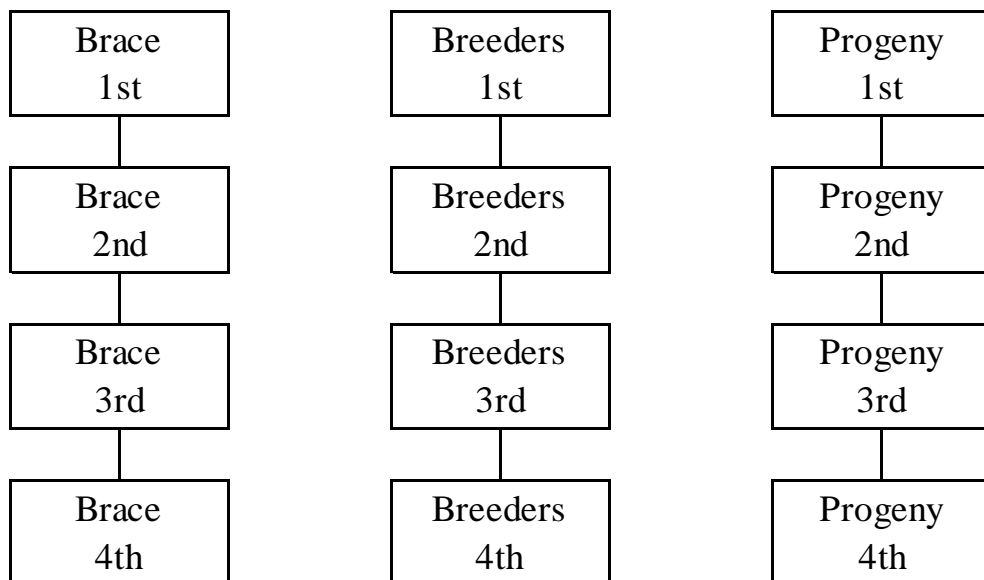 Brace
1st
Breeders
1st
Progeny
1st
Brace
2nd
Breeders
2nd
Progeny
2nd
Brace
3rd
Breeders
3rd
Progeny
3rd
Brace
4th
Breeders
4th
Progeny
4th